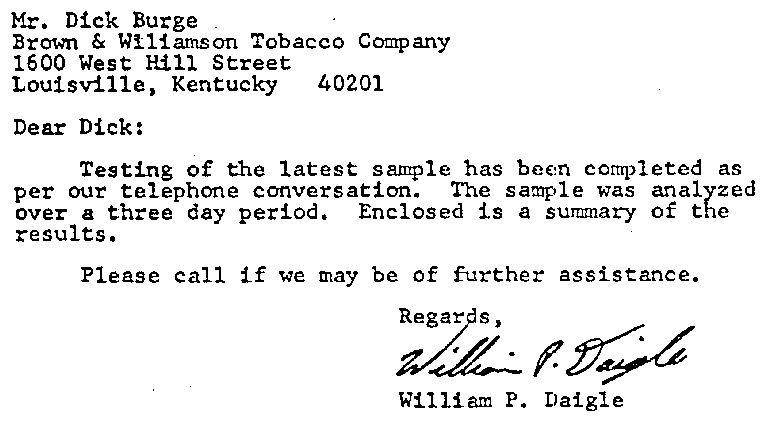 Mr. Dick Burge
Brown & Williamson Tobacco Company
1600 West Hill Street
Louisville, Kentucky 40201
Dear Dick:
Testing of the latest sample has been completed as
per our telephone conversation. The sample was analyzed
over a three day period. Enclosed is a summary of the
results.
Please call if we may be of further assistance.
Regards,
William P. Daigle
William P. Daigle